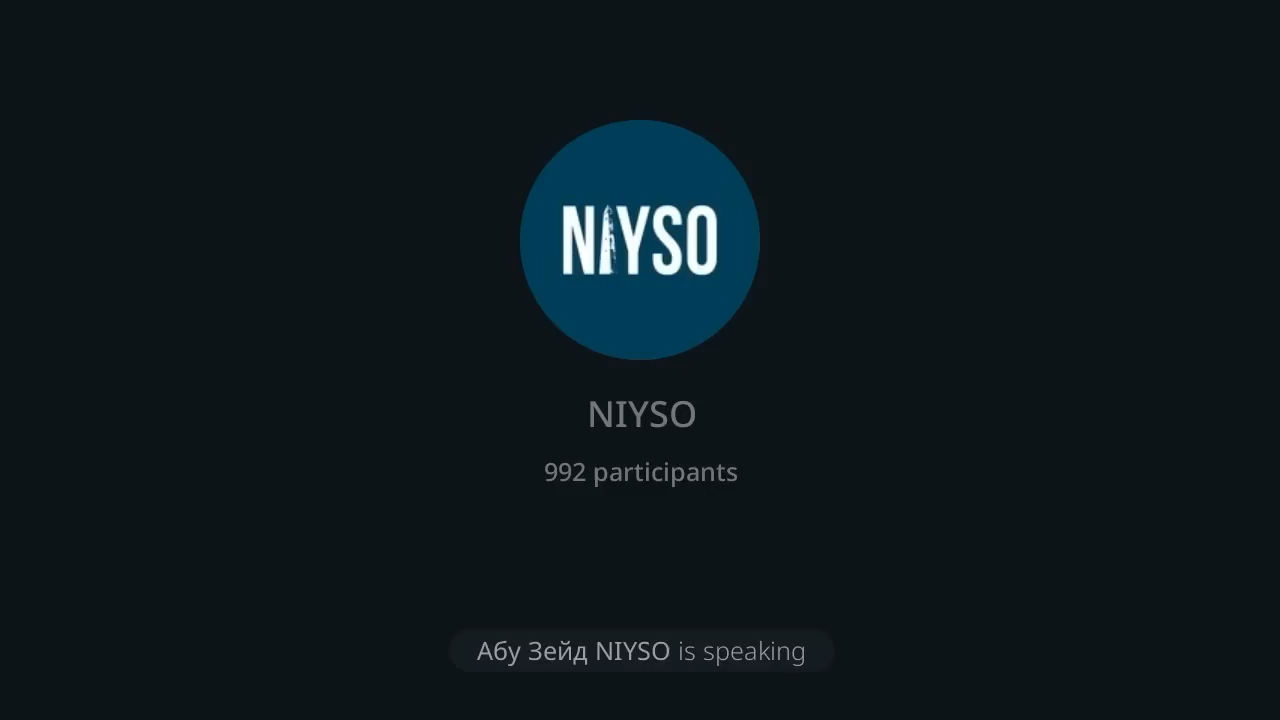 NIYSO
NIYSO
992 participants
Абу Зейд NIYSO is speaking